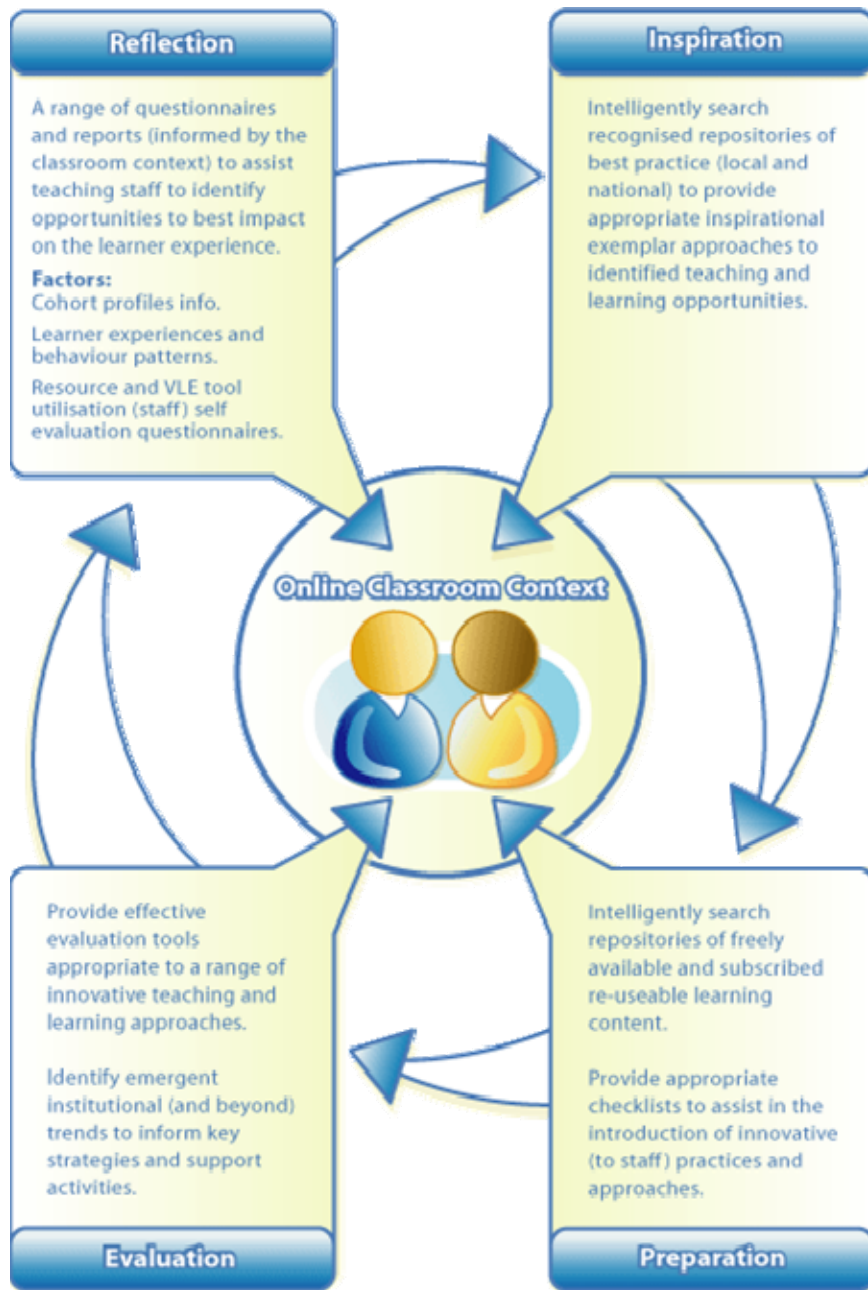 Reflection
A range of questionnaires
and reports (informed by the
classroom context) to assist
teaching staff to identify
opportunities to best impact
on the learner experience.
Factors:
Cohort profiles info.
Learner experiences and
behaviour patterns.
Resource and VLE tool
utilisation (staff) self
evaluation questionnaires.
Inspiration
Intelligently search
recognised repositories of
best practice (local and
national) to provide
appropriate inspirational
exemplar approaches to
identified teaching and
learning opportunities.
Online Classroom Context
Provide effective
evaluation tools
appropriate to a range of
innovative teaching and
learning approaches.
Identify emergent
institutional (and beyond)
trends to inform key
strategies and support
activities.
Evaluation
Intelligently search
repositories of freely
available and subscribed
re-useable learning
content.
Provide appropriate
checklists to assist in the
introduction of innovative
(to staff) practices and
approaches.
Preparation